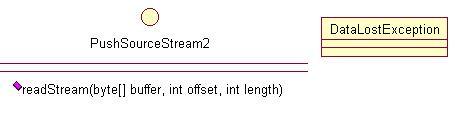 PushSourceStream2
DataLostException
readStream(byte[] buffer, int offset, int length)